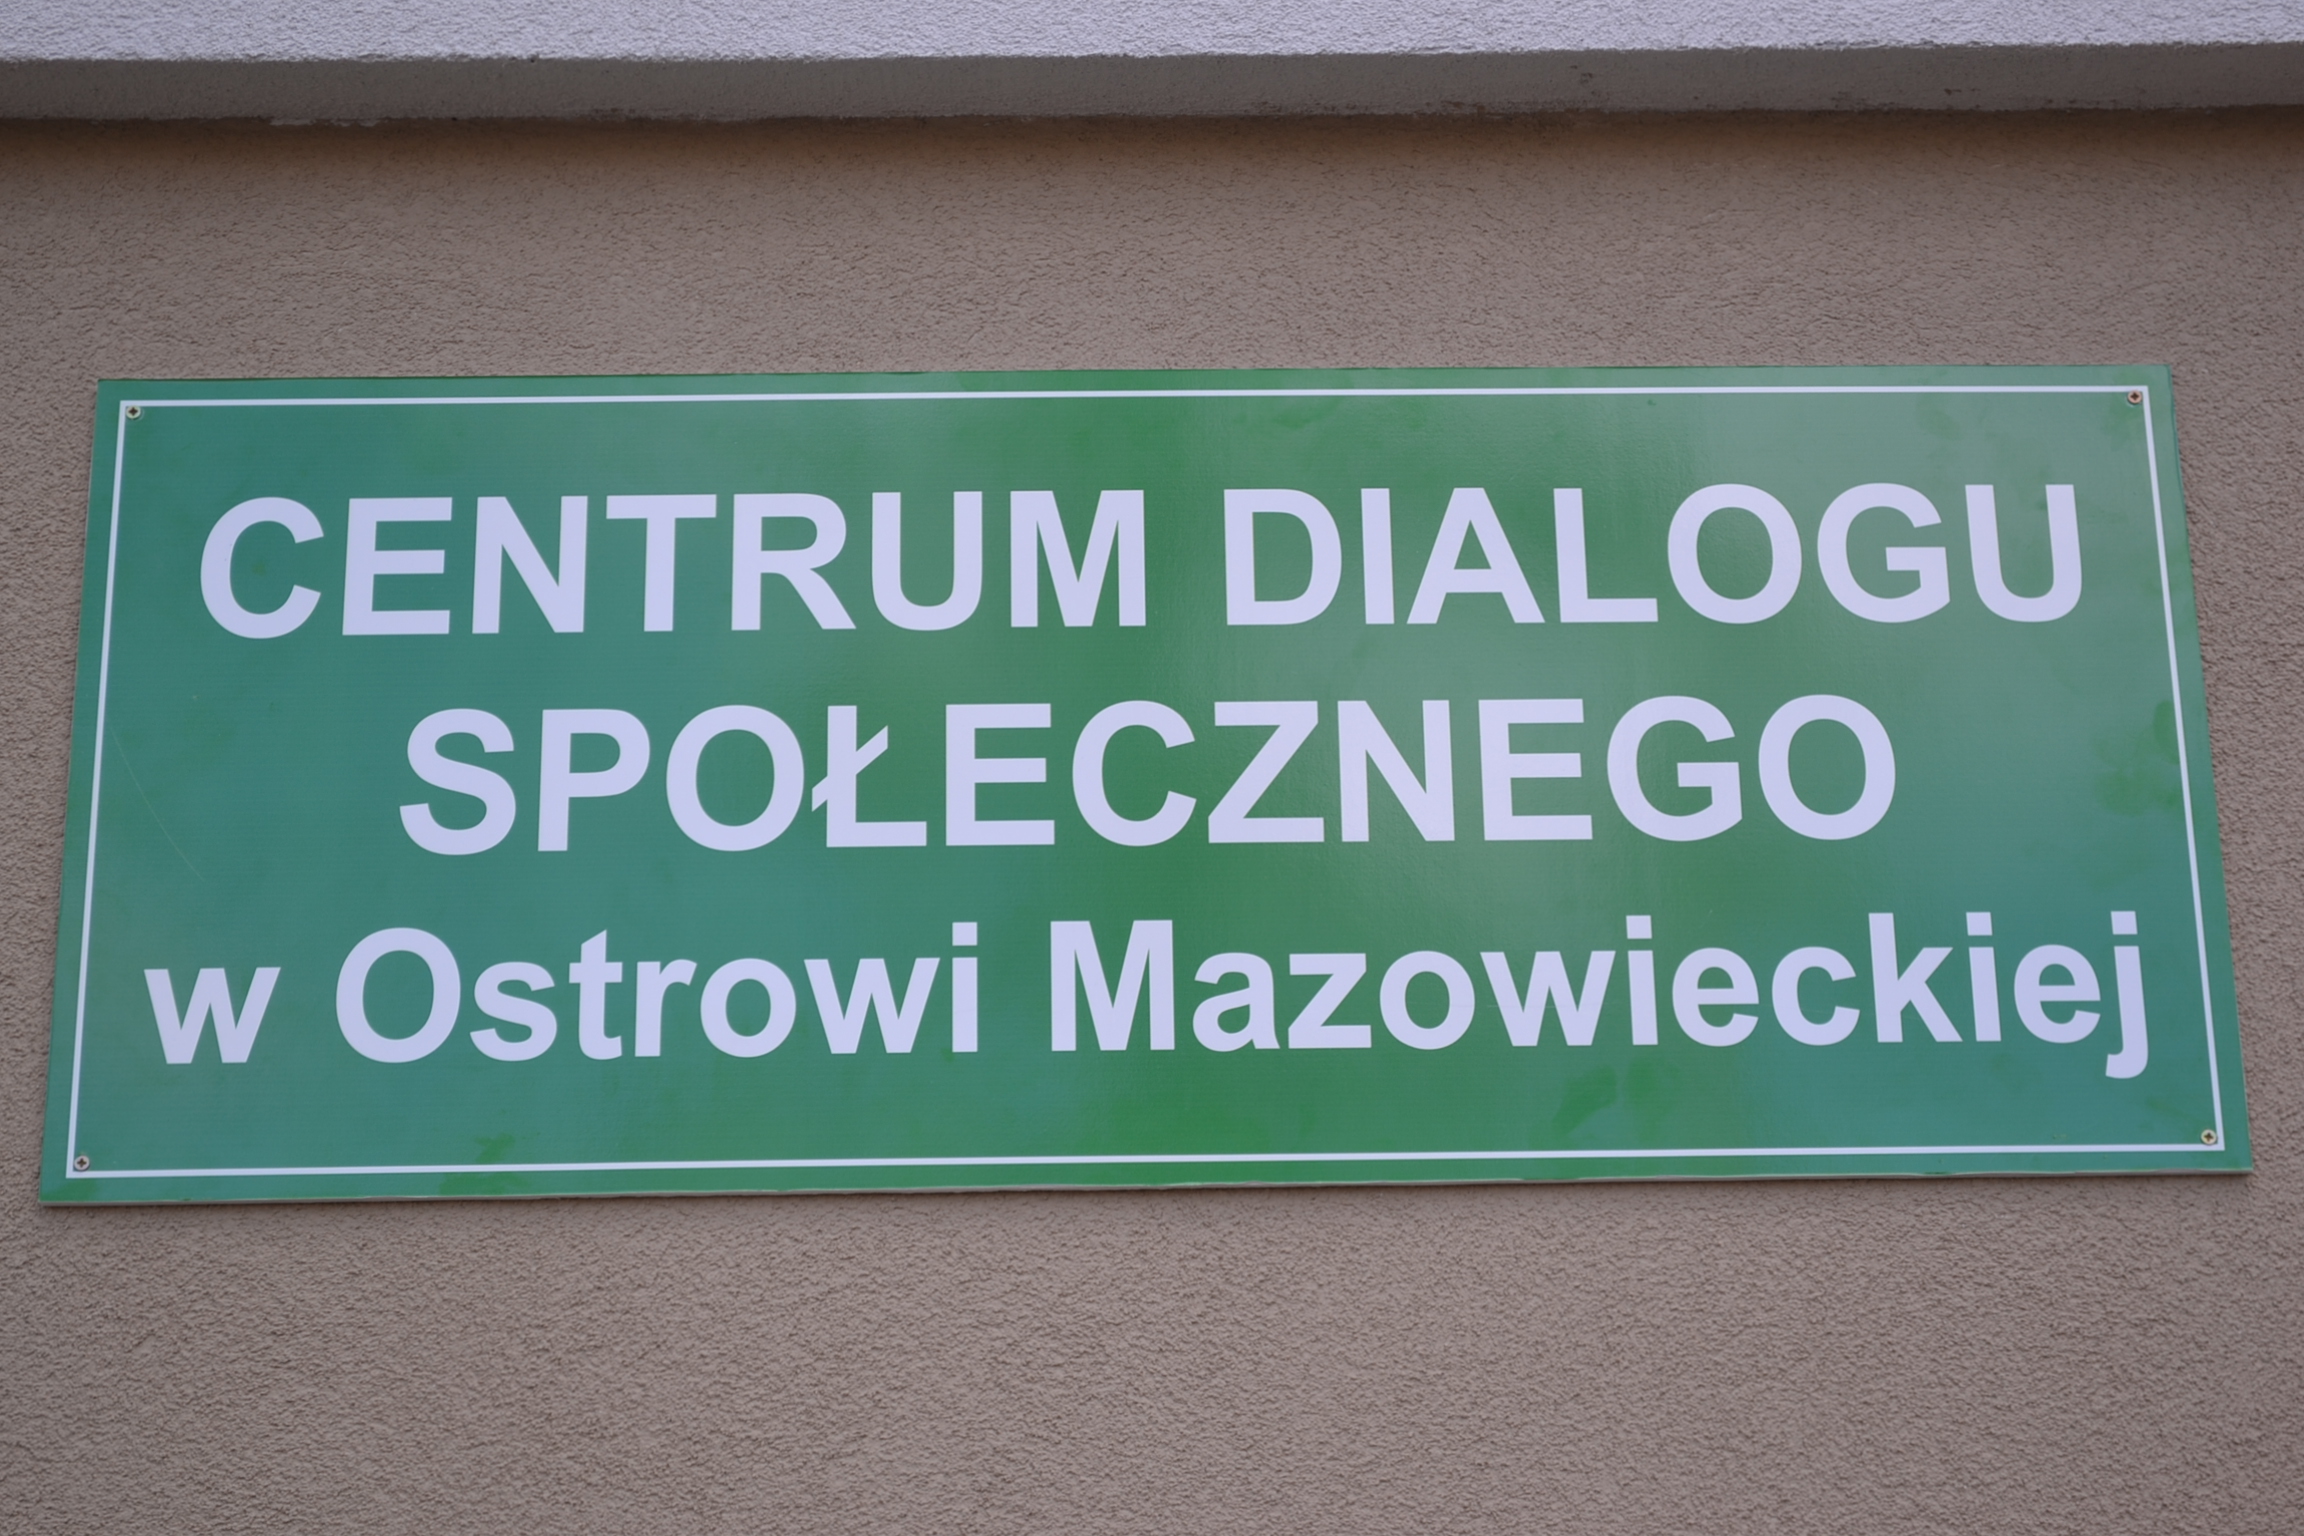 CENTRUM DIALOGU
SPOŁECZNEGO
w Ostrowi Mazowieckiej